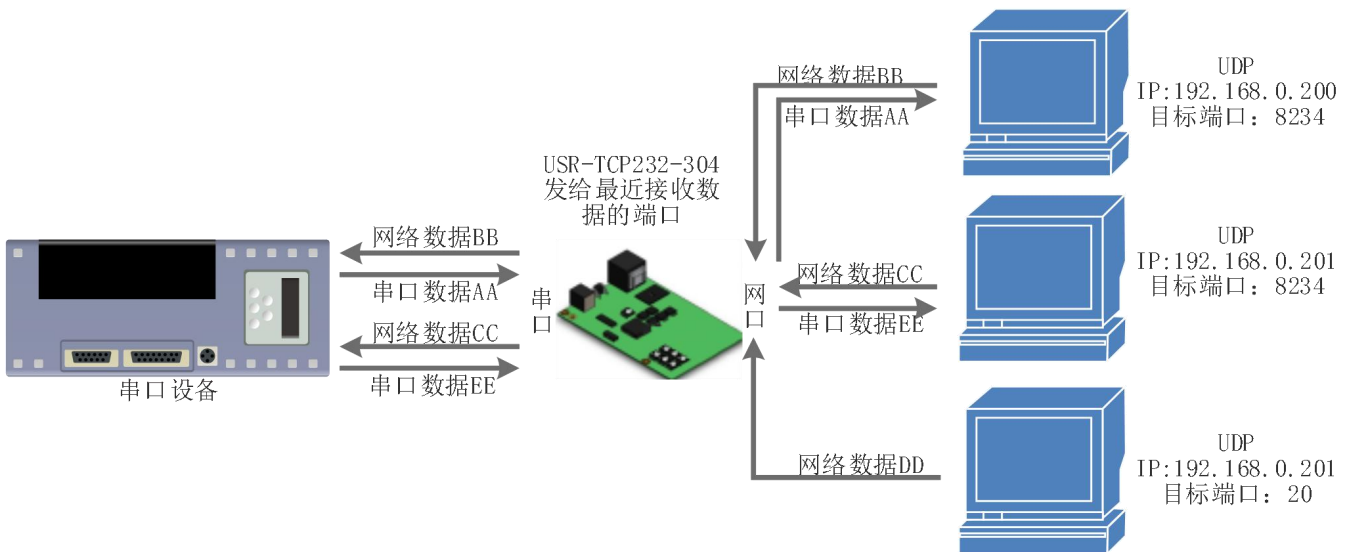 网络数据BB
串口数据AA
UDP
IP:192.168.0.200
目标端口：8234
USR-TCP232-304
发给最近接收数
据的端口
网络数据BB
串口数据AA
网络数据CC
串口数据EE
串口设备
串
口
网
口
网络数据CC
串口数据EE
UDP
IP:192.168.0.201
目标端口：8234
网络数据DD
UDP
IP:192.168.0.201
目标端口：20